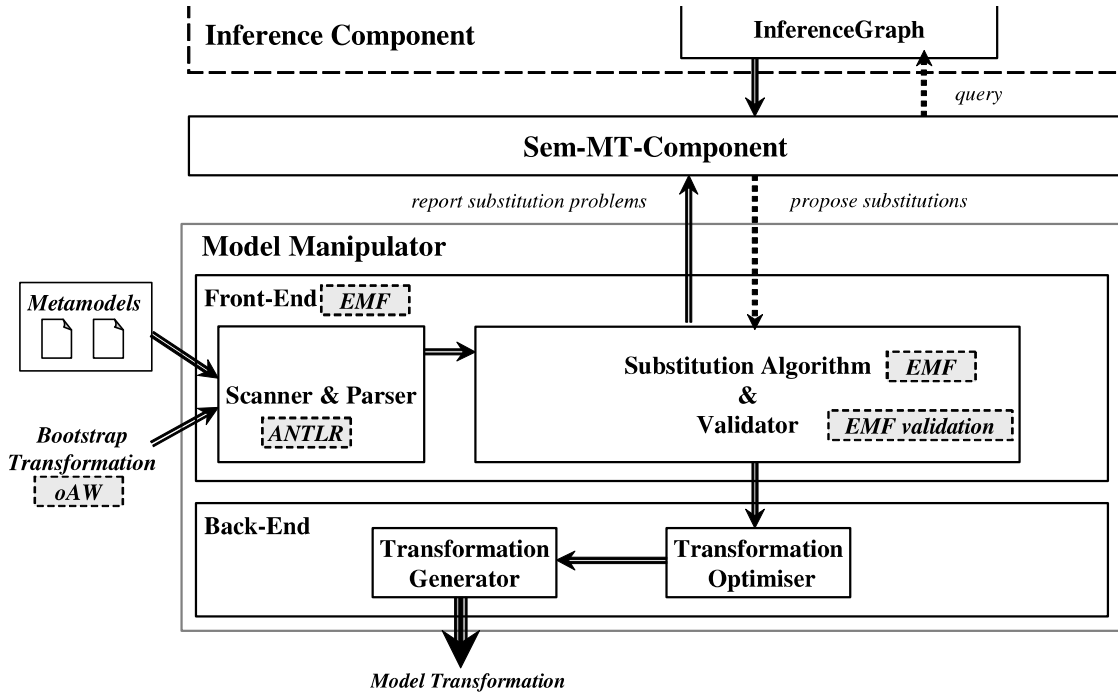 Inference Component
InferenceGraph
query
Sem-MT-Component
report substitution problems
propose substitutions
Model Manipulator
Metamodels
Front-End
EMF
Scanner & Parser
ANTLR
Substitution Algorithm
EMF
&
Validator
EMF validation
Bootstrap
Transformation
oAW
Back-End
Transformation
Generator
Transformation
Optimiser
Model Transformation